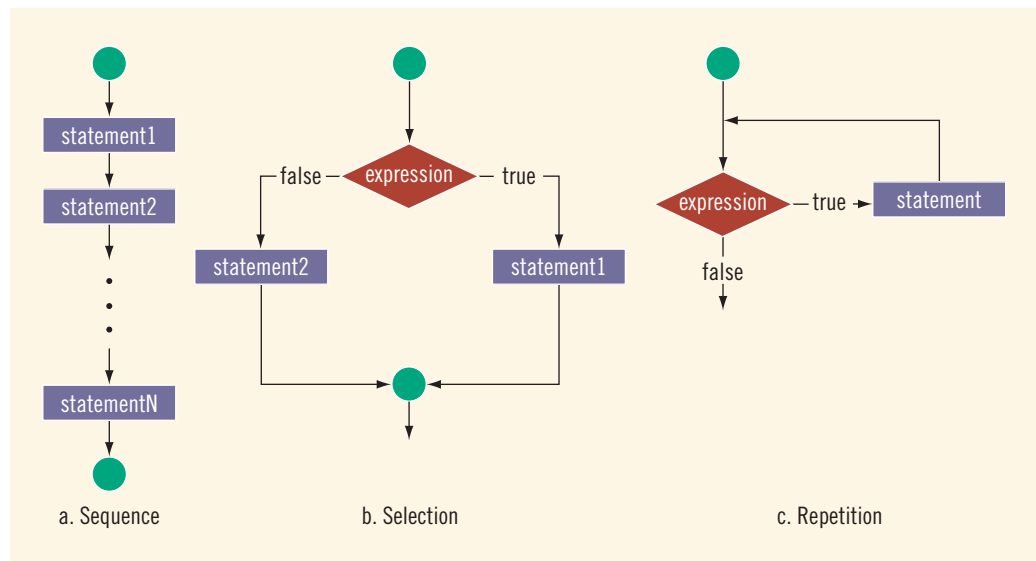 statement1
statement2
statementN
a. Sequence
false
expression
true
statement2
statement1
b. Selection
expression
true
statement
false
c. Repetition